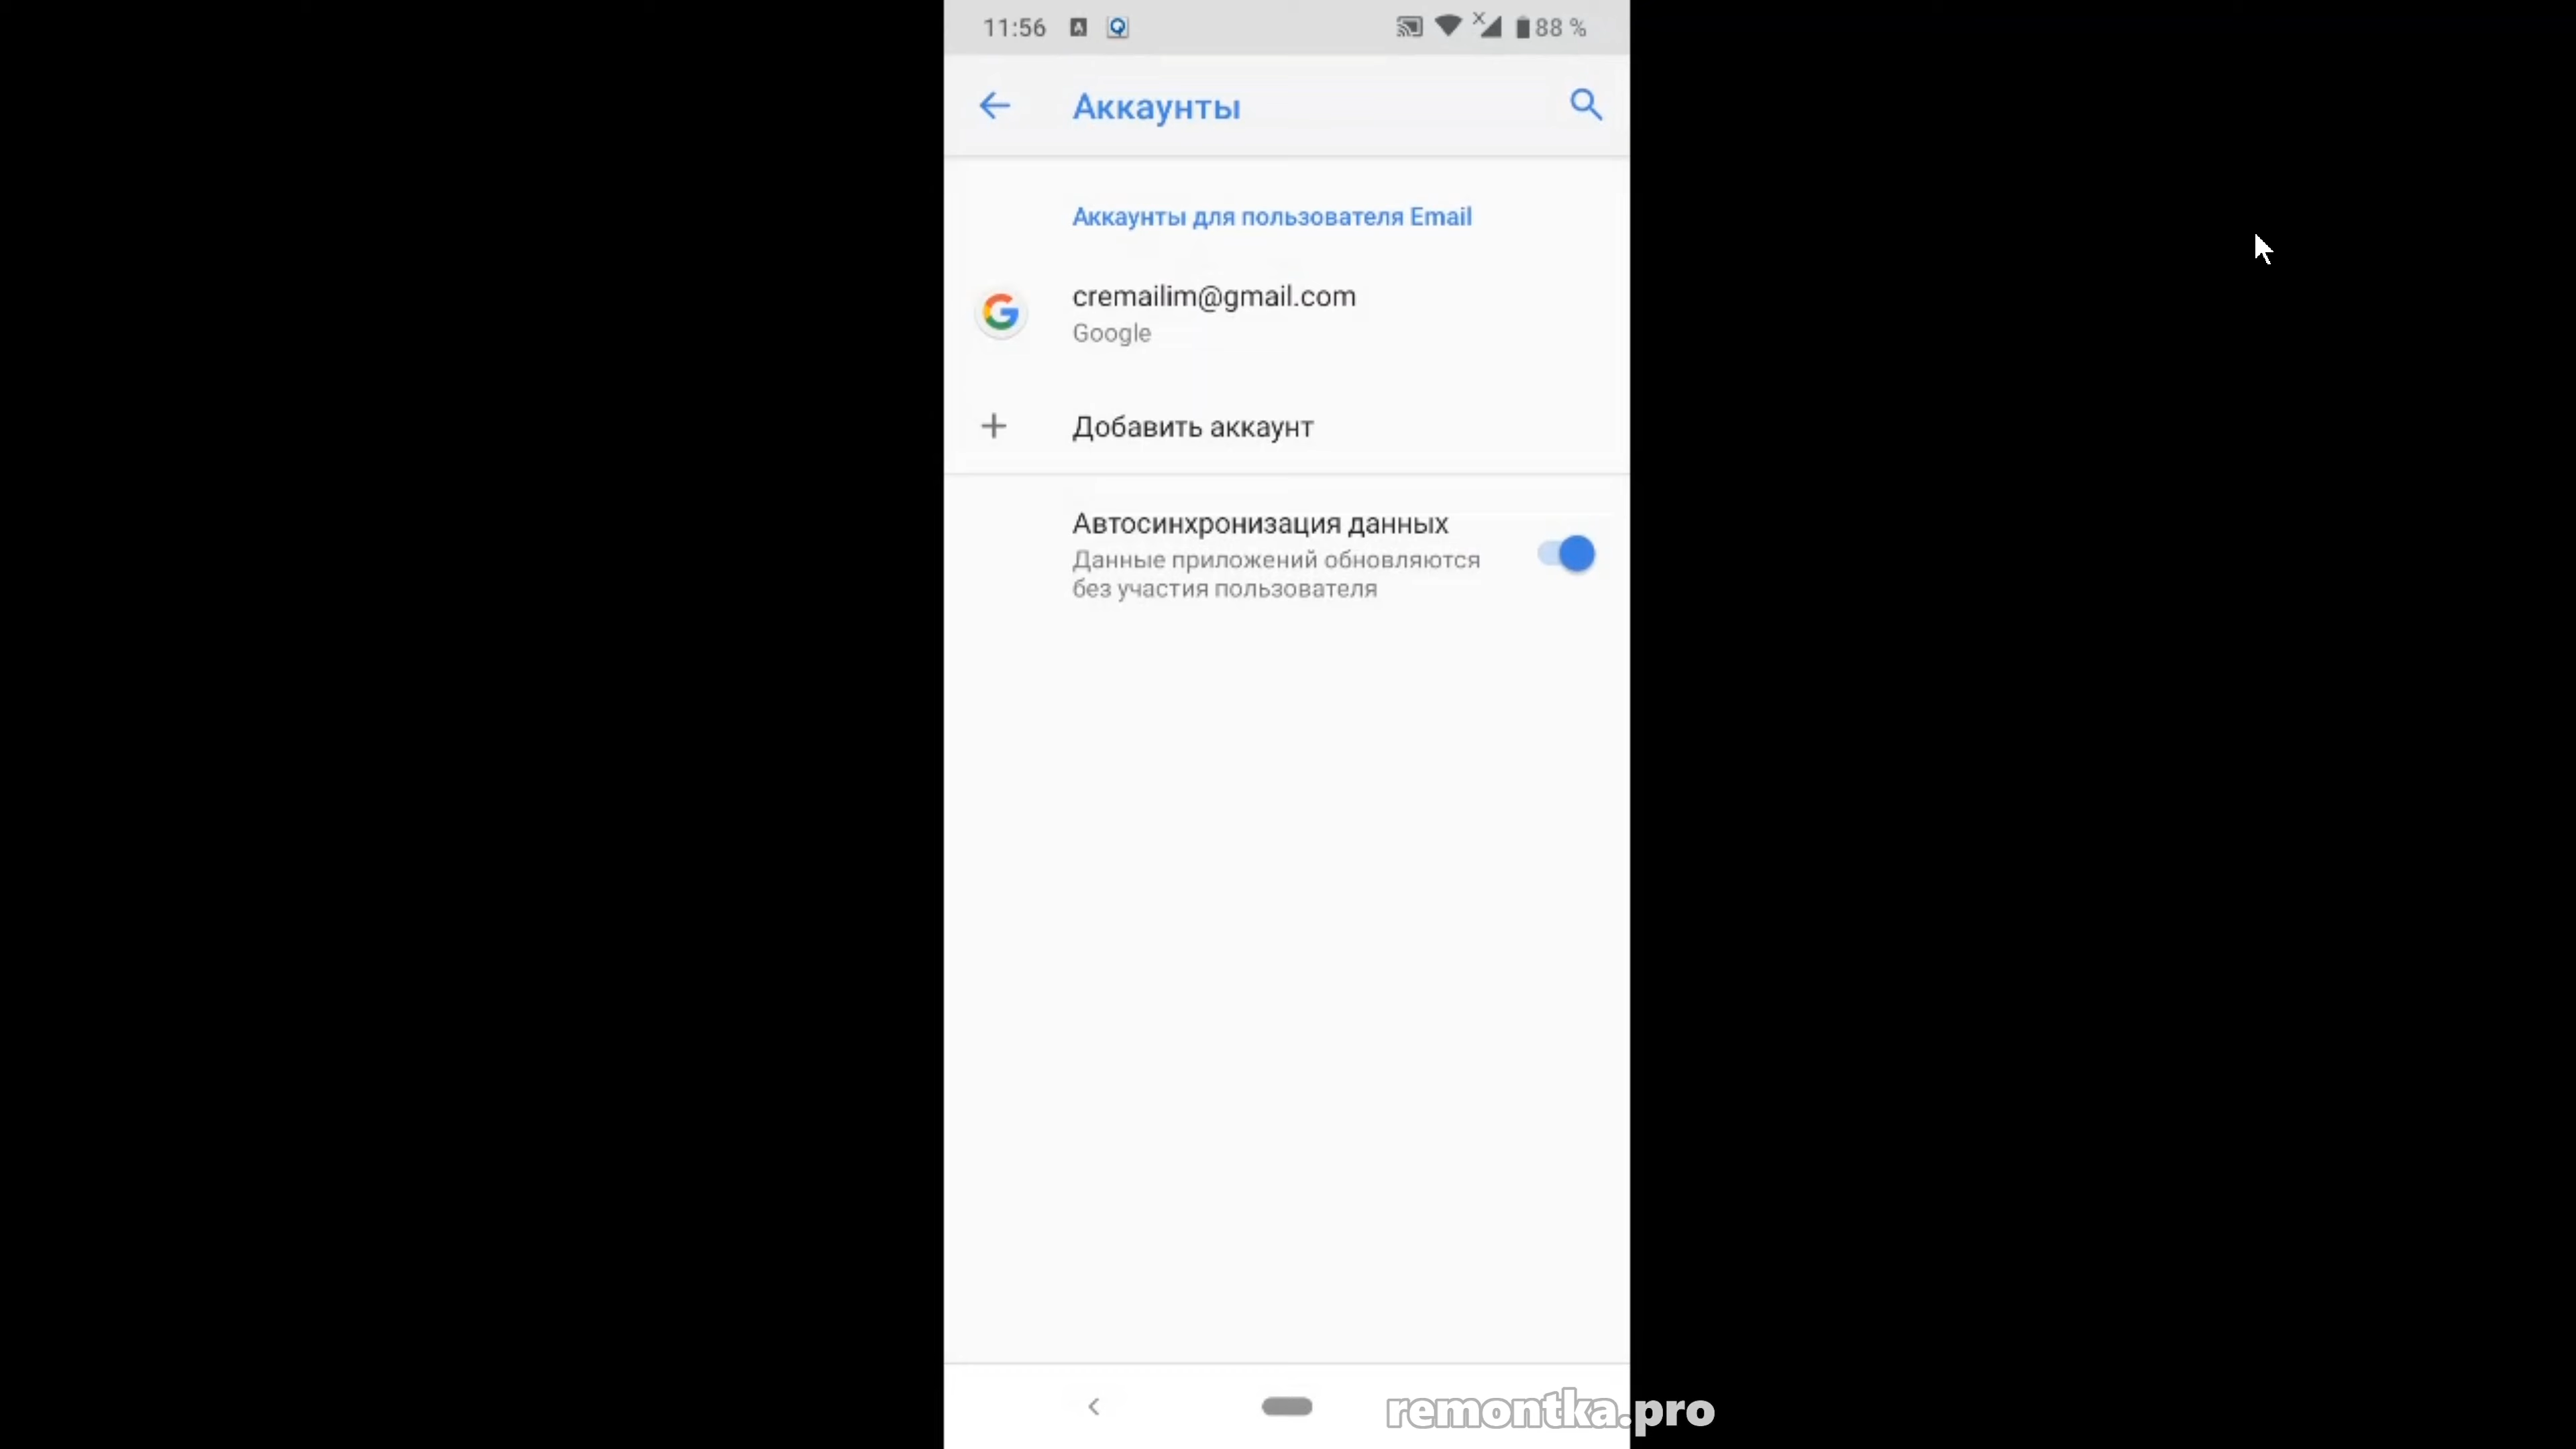 11:56
88 %
Аккаунты
Аккаунты для пользователя Email
cremailim@gmail.com
Google
Добавить аккаунт
Автосинхронизация данных
Данные приложений обновляются
без участия пользователя
remontka.pro